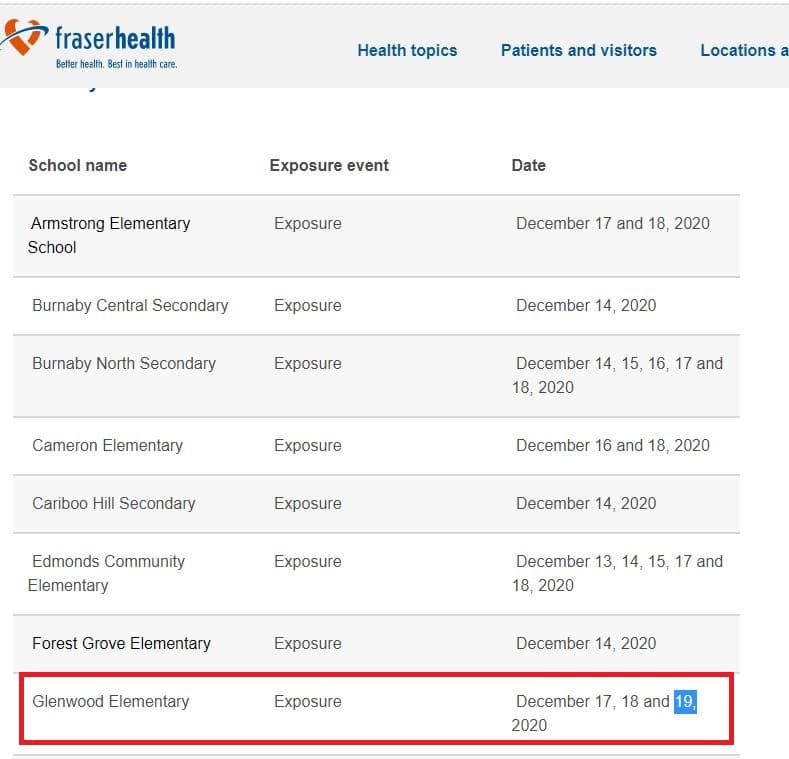 fraserhealth
Better health. Best in health care.
Health topics Patients and visitors Locations a
School name Exposure event Date
Armstrong Elementary Exposure December 17 and 18, 2020
School
Burnaby Central Secondary Exposure December 14, 2020
Burnaby North Secondary Exposure December 14, 15, 16, 17 and
18, 2020
Cameron Elementary Exposure December 16 and 18, 2020
Cariboo Hill Secondary Exposure December 14, 2020
Edmonds Community Exposure December 13, 14, 15, 17 and
Elementary 18, 2020
Forest Grove Elementary Exposure December 14, 2020
Glenwood Elementary Exposure December 17, 18 and 19,
2020